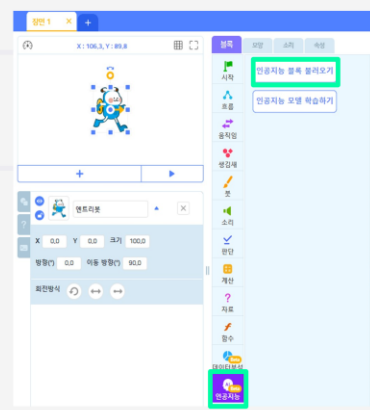 장면 1 × +
X : 106.3, Y : 89.8
블록 모양 소리 속성
시작
흐름
움직임
생김새
붓
소리
판단
계산
자료
함수
데이터분석
인공지능
인공지능 블록 불러오기
인공지능 모델 학습하기
엔트리봇
X 0.0 Y 0.0 크기 100.0
방향(°) 0.0 이동 방향(°) 90.0
회전방식